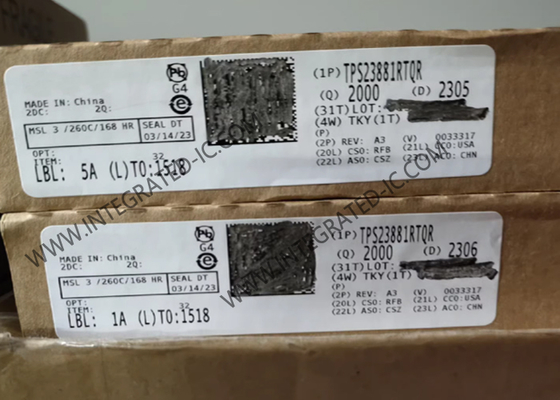 MADE IN: China
2DC: 2Q:
Pb
G4
e
MSL 3 /260C/168 HR SEAL DT
03/14/23
OPT:
ITEM:
32
LBL: 5A (L)TO:1518
(1P) TPS23881RTQR
(Q) 2000 (D) 2305
(31T)LOT:
(4W) TKY(1T)
(P)
(2P) REV: A3 (V) 0033317
(20L) CSO: RFB (21L) CCO:USA
(22L) ASO: CSZ (23L) ACO: CHN
MADE IN: China
2DC: 2Q:
Pb
G4
e
MSL 3 /260C/168 HR SEAL DT
03/14/23
OPT:
ITEM:
32
LBL: 1A (L)TO:1518
(1P) TPS23881RTQR
(Q) 2000 (D) 2306
(31T)LOT:
(4W) TKY(1T)
(P)
(2P) REV: A3 (V) 0033317
(20L) CSO: RFB (21L) CCO:USA
(22L) ASO: CSZ (23L) ACO: CHN
WWW.INTEGRATED-IC.COM